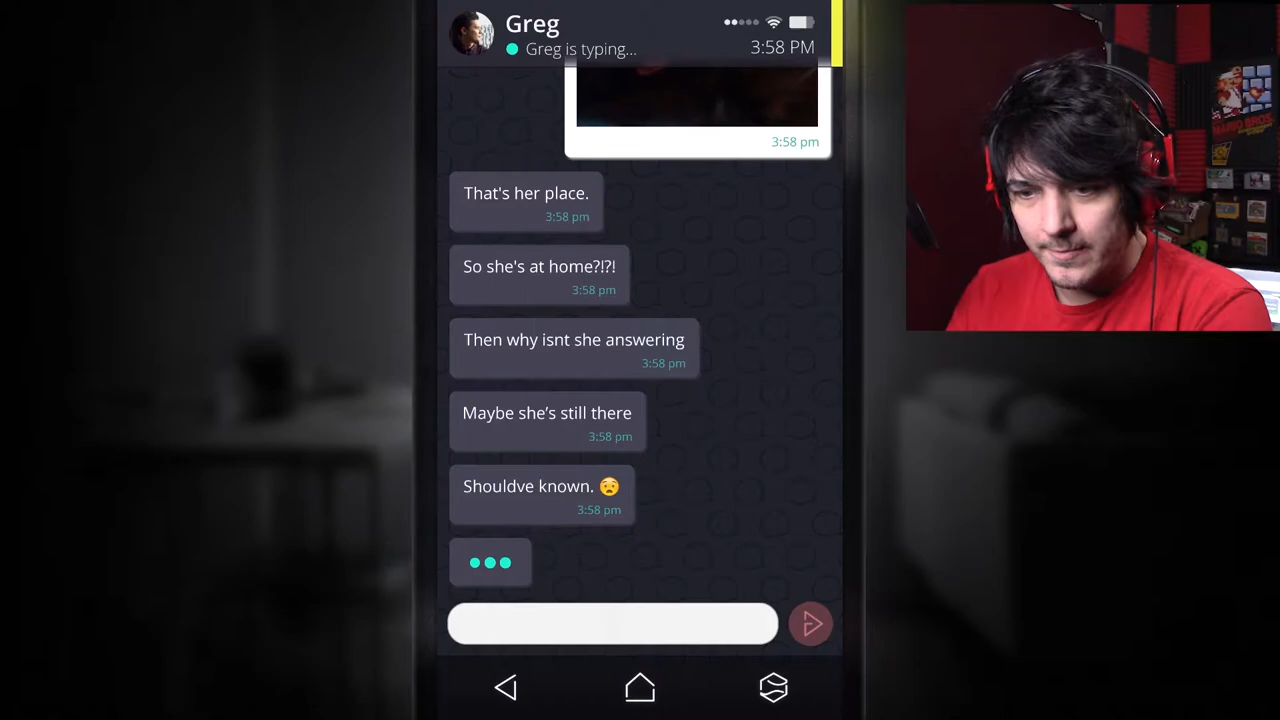 Greg
Greg is typing...
3:58 PM
3:58 pm
That's her place.
3:58 pm
So she's at home?!?!
3:58 pm
Then why isnt she answering
3:58 pm
Maybe she’s still there
3:58 pm
Shouldve known. 😟
3:58 pm
MARIO BROS.